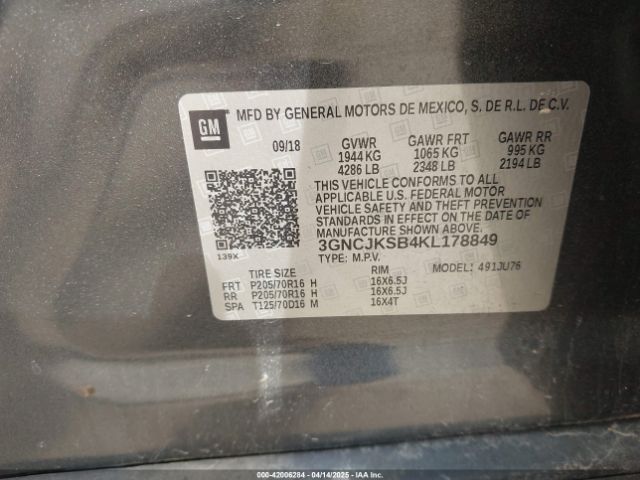 GM
MFD BY GENERAL MOTORS DE MEXICO, S. DE R.L. DE C.V.
09/18 GVWR GAWR FRT GAWR RR
1944 KG 1065 KG 995 KG
4286 LB 2348 LB 2194 LB
THIS VEHICLE CONFORMS TO ALL
APPLICABLE U.S. FEDERAL MOTOR
VEHICLE SAFETY AND THEFT PREVENTION
STANDARDS IN EFFECT ON THE DATE OF
MANUFACTURE SHOWN ABOVE.
3GNCJKSB4KL178849
139X
TYPE: M.P.V. MODEL: 491JU76
TIRE SIZE RIM
FRT P205/70R16 H 16X6.5J
RR P205/70R16 H 16X6.5J
SPA T125/70D16 M 16X4T
000-42006284 | 04/14/2025 - IAA Inc.